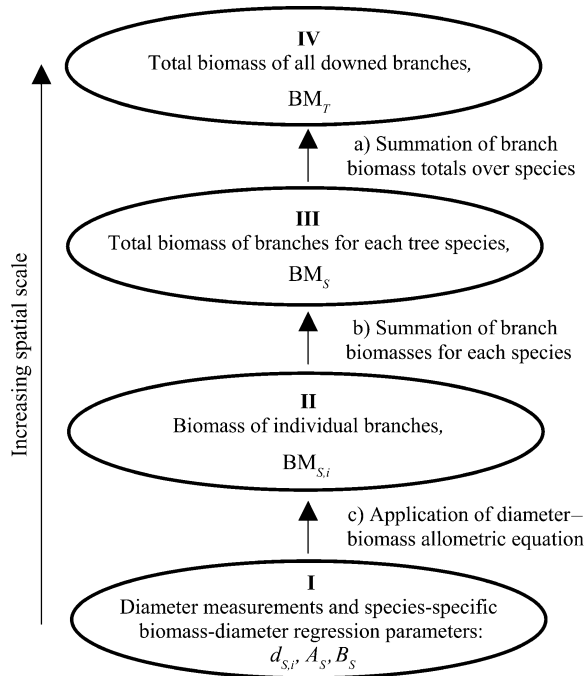 IV
Total biomass of all downed branches,
BM_T
a) Summation of branch
biomass totals over species
III
Total biomass of branches for each tree species,
BM_S
b) Summation of branch
biomasses for each species
II
Biomass of individual branches,
BM_{S,i}
c) Application of diameter–
biomass allometric equation
I
Diameter measurements and species-specific
biomass-diameter regression parameters:
d_{S,i}, A_S, B_S
Increasing spatial scale